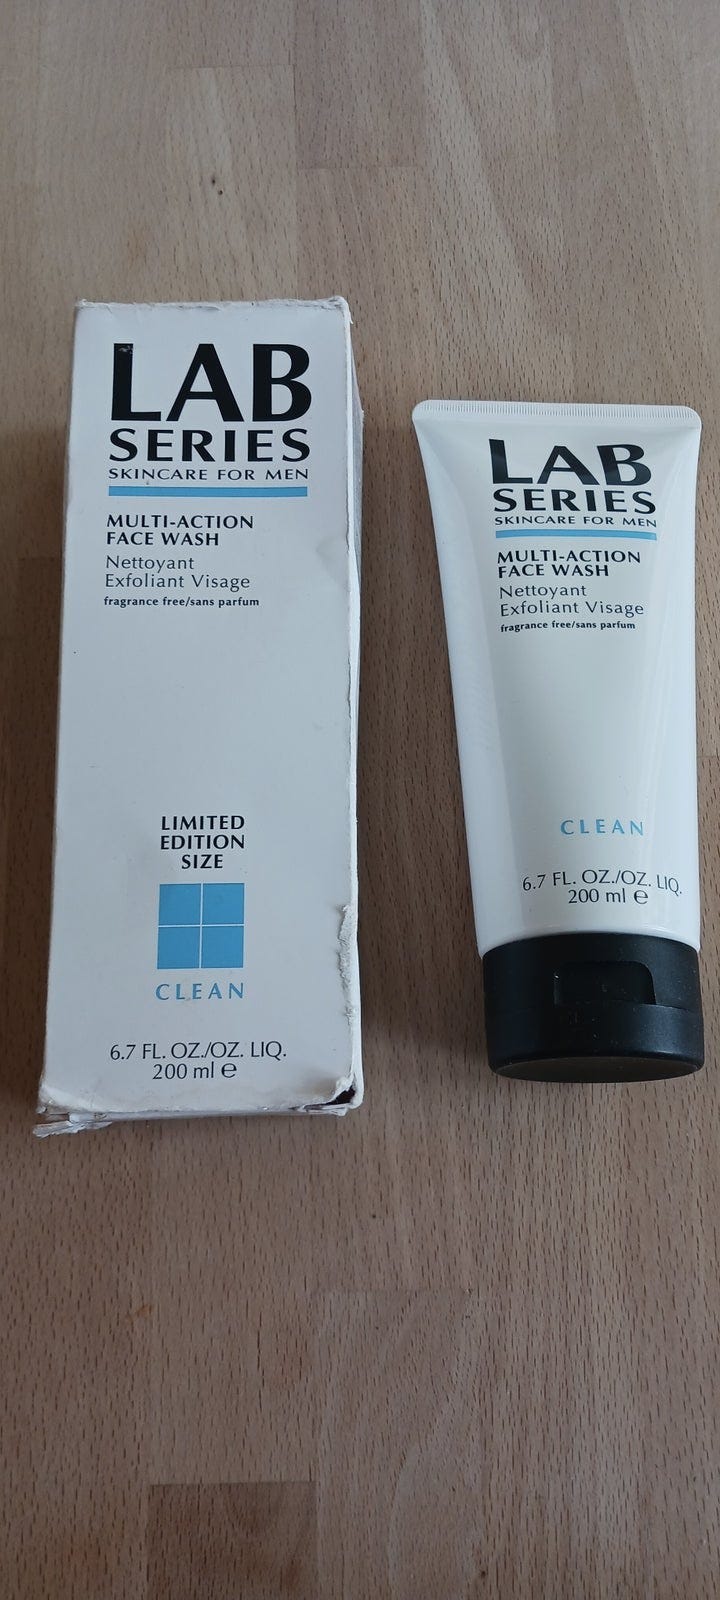 LAB
SERIES
SKINCARE FOR MEN
MULTI-ACTION
FACE WASH
Nettoyant
Exfoliant Visage
fragrance free/sans parfum
LIMITED
EDITION
SIZE
CLEAN
6.7 FL. OZ./OZ. LIQ.
200 ml ℮
LAB
SERIES
SKINCARE FOR MEN
MULTI-ACTION
FACE WASH
Nettoyant
Exfoliant Visage
fragrance free/sans parfum
CLEAN
6.7 FL. OZ./OZ. LIQ.
200 ml ℮